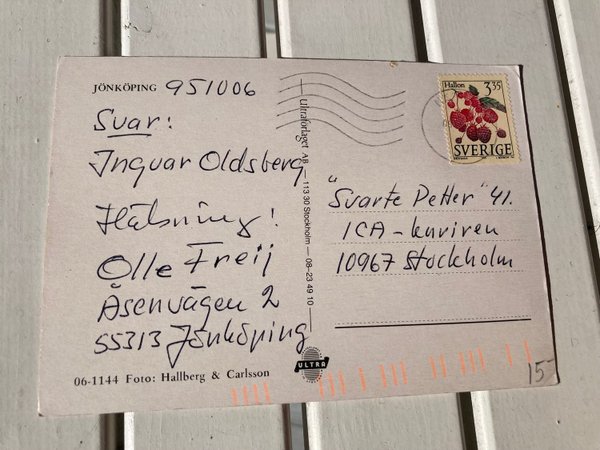 JÖNKÖPING 951006
Svar:
Ingvar Oldsberg
Hälsning!
Olle Freij
Åsenvägen 2
55313 Jönköping
06-1144 Foto: Hallberg & Carlsson
Ultraförlaget AB — 113 30 Stockholm — 08-23 49 10
ULTRA
Hallon 3.35
SVERIGE
"Svarte Petter" 41.
ICA-kuriren
10967 Stockholm
15